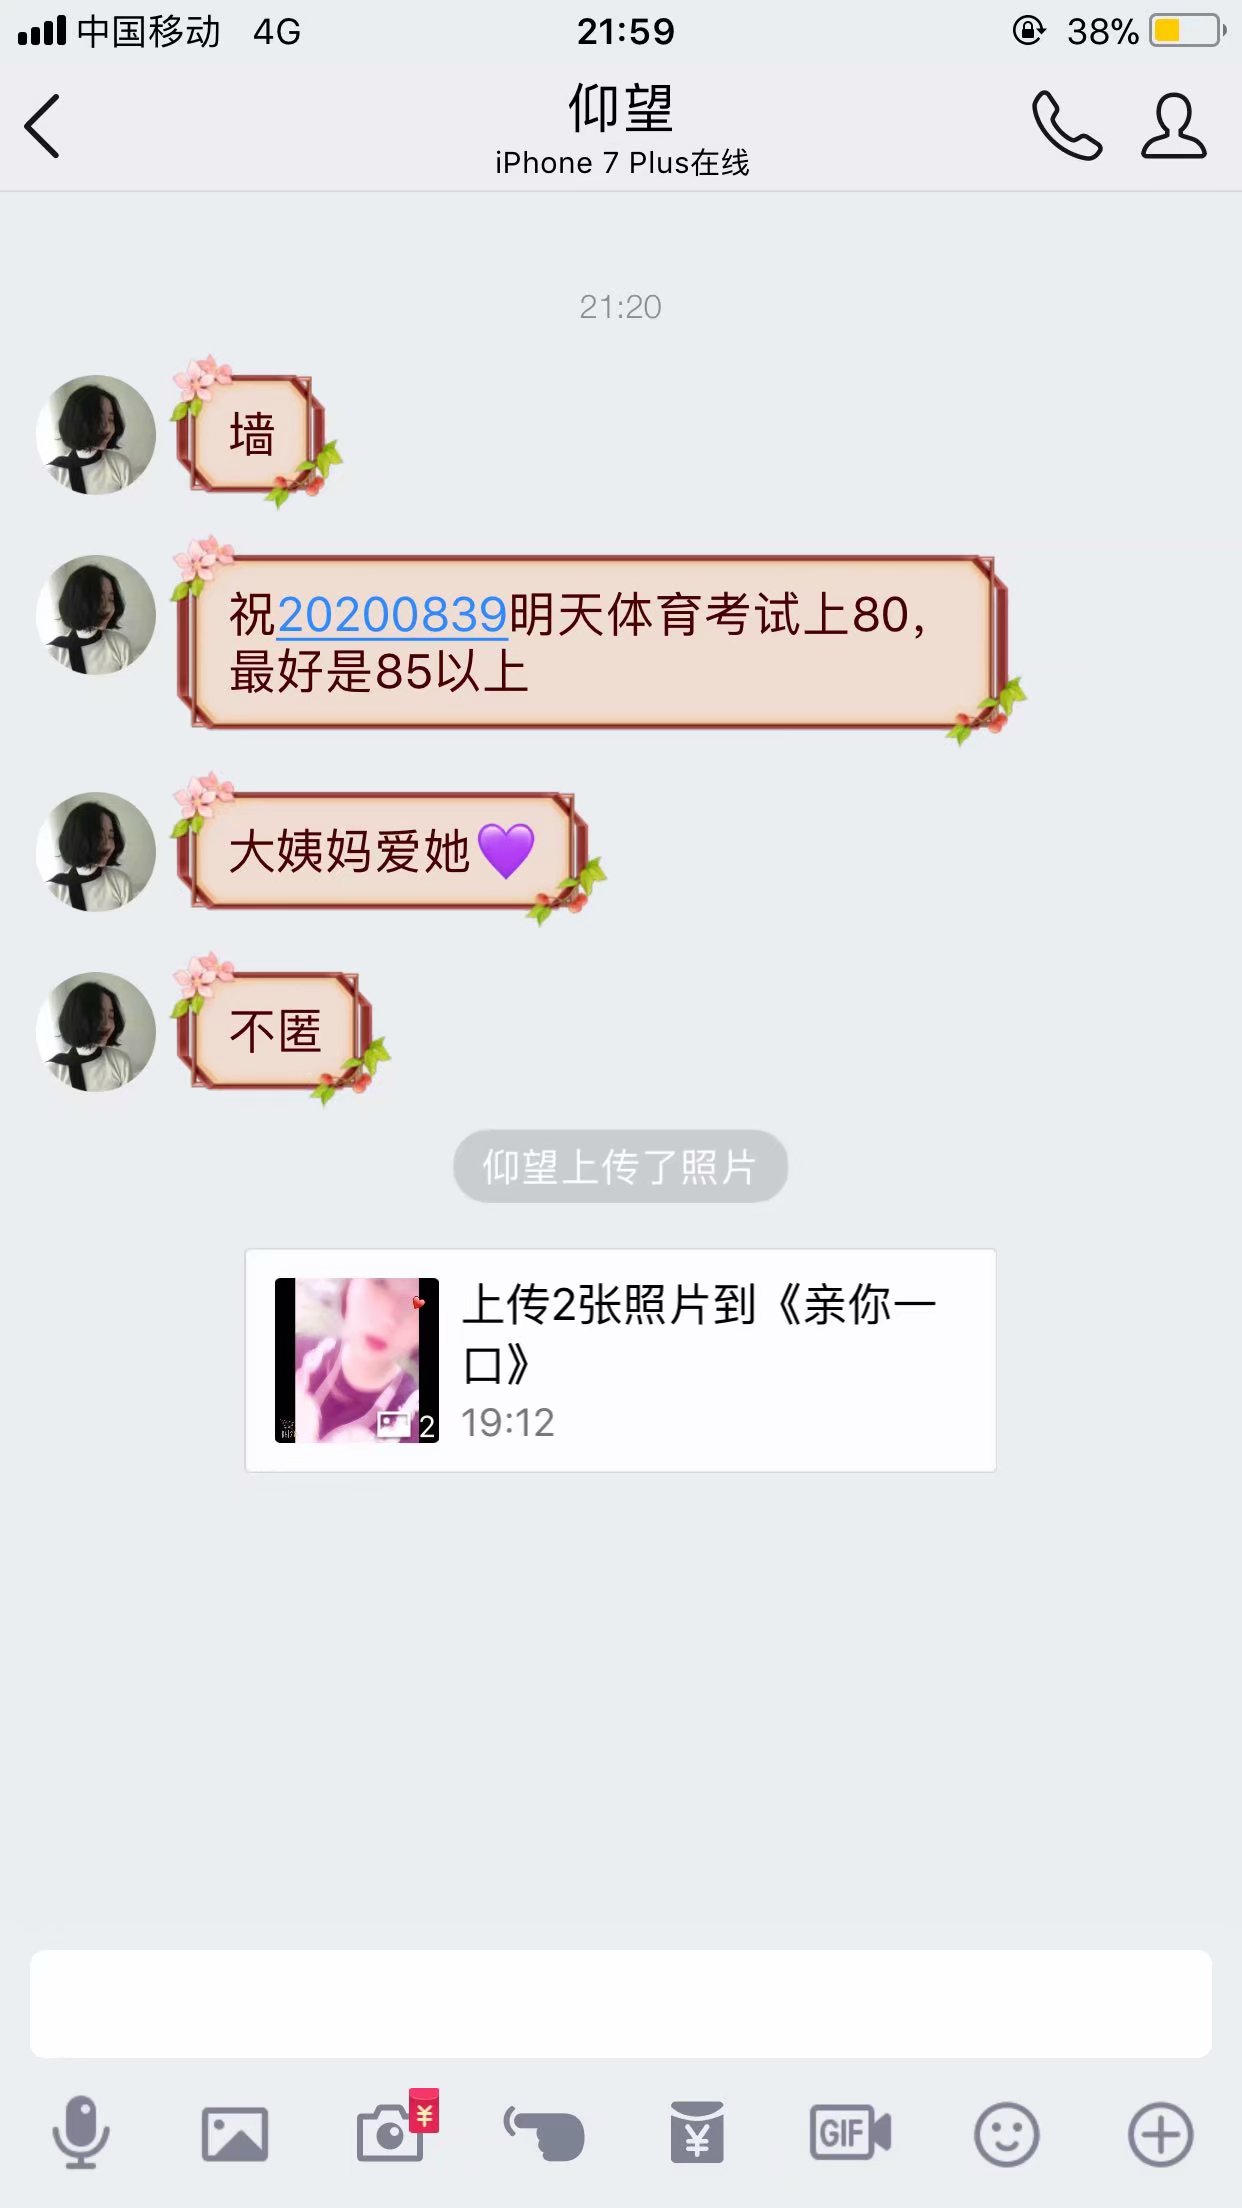 中国移动 4G 21:59 38%
仰望
iPhone 7 Plus在线
21:20
墙
祝20200839明天体育考试上80,
最好是85以上
大姨妈爱她💜
不匿
仰望上传了照片
上传2张照片到《亲你一
口》
2
19:12
¥
¥
GIF